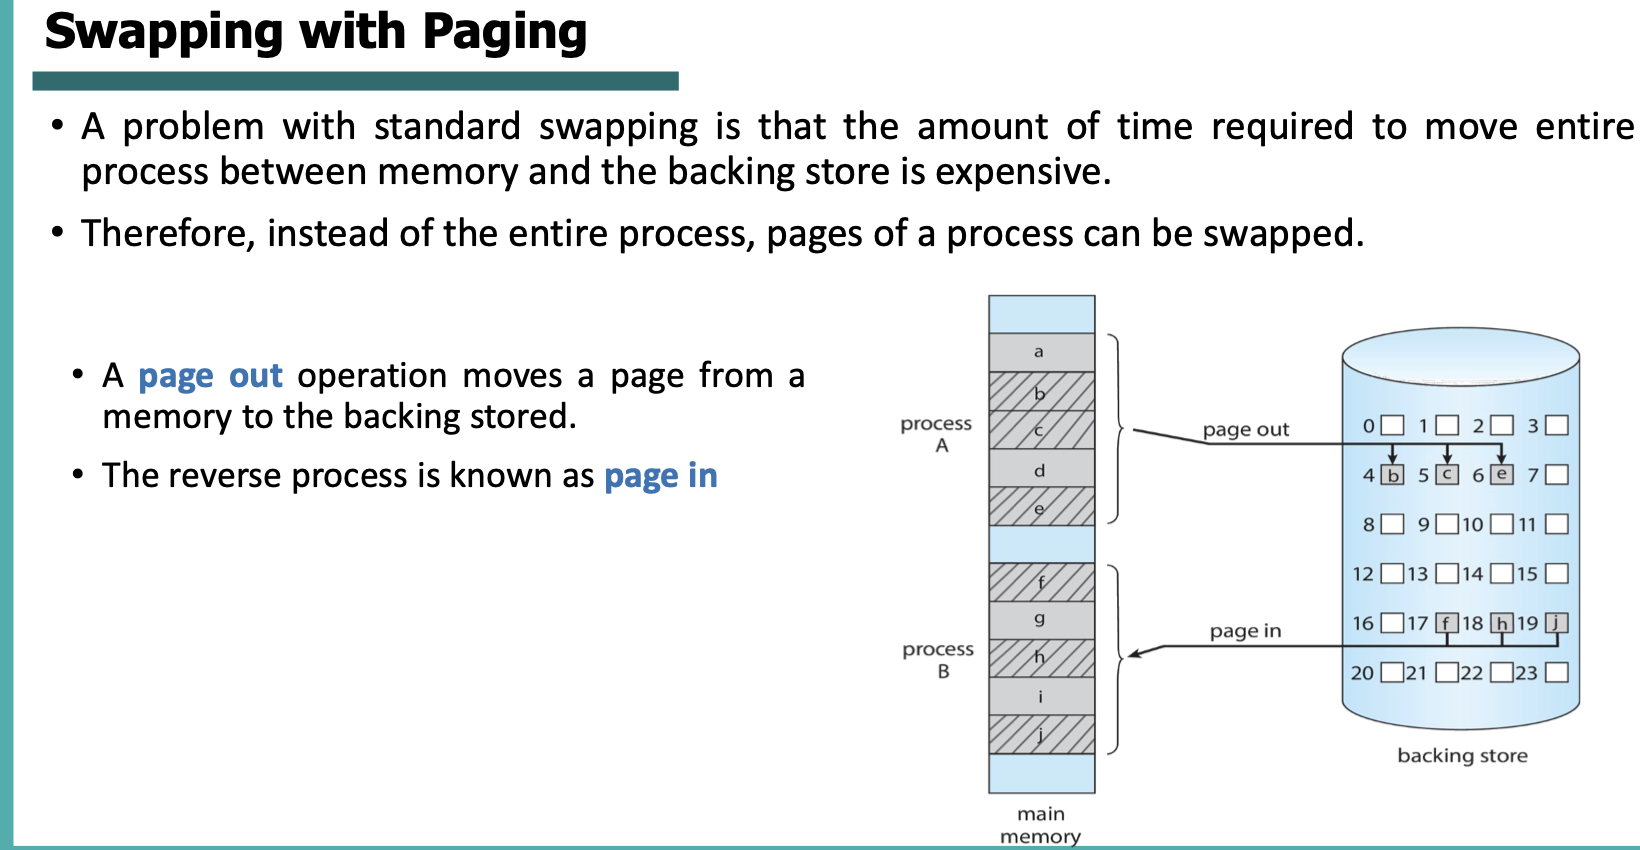 Swapping with Paging
• A problem with standard swapping is that the amount of time required to move entire
process between memory and the backing store is expensive.
• Therefore, instead of the entire process, pages of a process can be swapped.
• A page out operation moves a page from a
memory to the backing stored.
• The reverse process is known as page in
process
A
a
b
c
d
e
process
B
f
g
h
i
j
main
memory
page out
page in
0 1 2 3
4 b 5 c 6 e 7
8 9 10 11
12 13 14 15
16 17 f 18 h 19 j
20 21 22 23
backing store